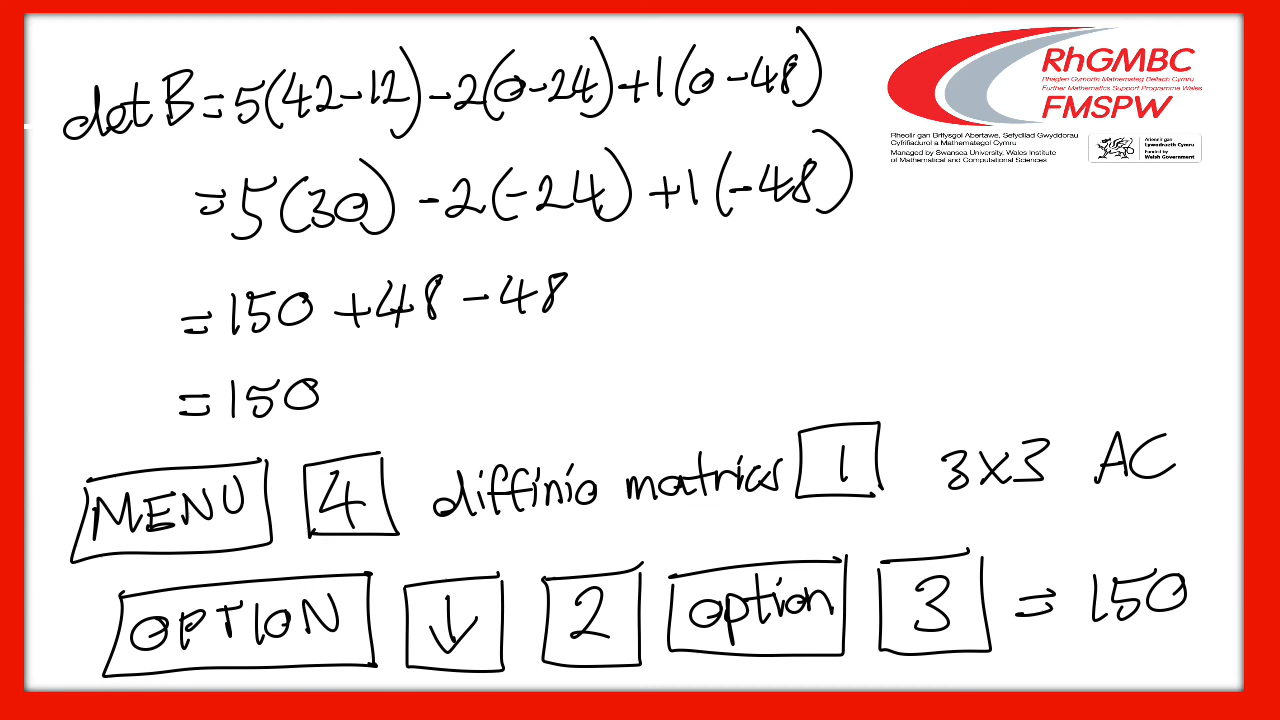 det B = 5(42-12) -2(0-24) +1(0-48)
= 5(30) -2(-24) +1(-48)
= 150 +48 -48
= 150
MENU 4 diffinio matrics 1 3x3 AC
OPTION ↓ 2 option 3 = 150
RhGMBC
Rhaglen Gymorth Mathemateg Bellach Cymru
Further Mathematics Support Programme Wales
FMSPW
Rheolir gan Brifysgol Abertawe, Sefydliad Gwyddorau
Cyfrifiadurol a Mathemategol Cymru
Managed by Swansea University, Wales Institute
of Mathematical and Computational Sciences
Ariennir gan
Lywodraeth Cymru
Funded by
Welsh Government